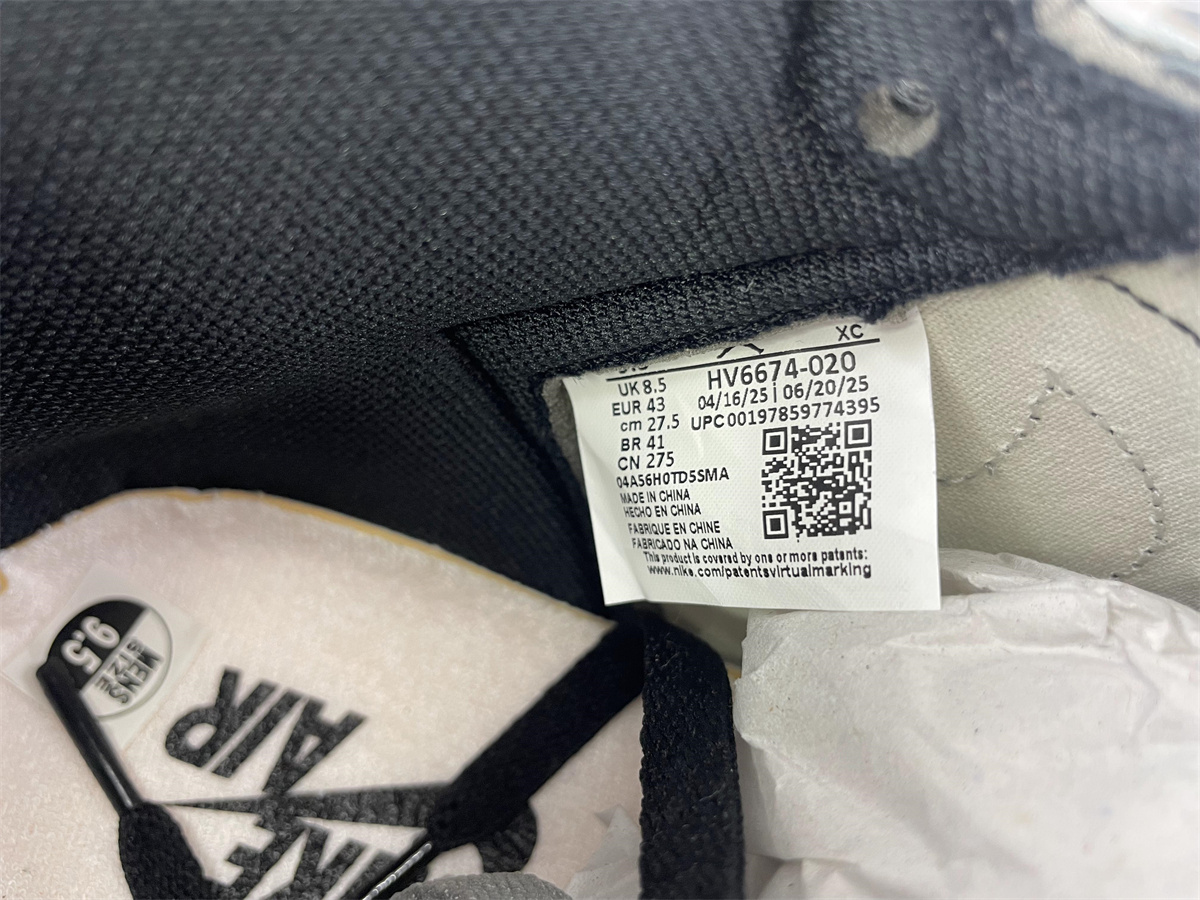 XC
HV6674-020
UK 8.5
04/16/25 | 06/20/25
EUR 43
UPC 00197859774395
cm 27.5
BR 41
CN 275
04A56H0TD5SMA
MADE IN CHINA
HECHO EN CHINA
FABRIQUE EN CHINE
FABRICADO NA CHINA
This product is covered by one or more patents:
www.nike.com/patentsvirtualmarking
9.5
MENS
SIZE
NIKE
AIR